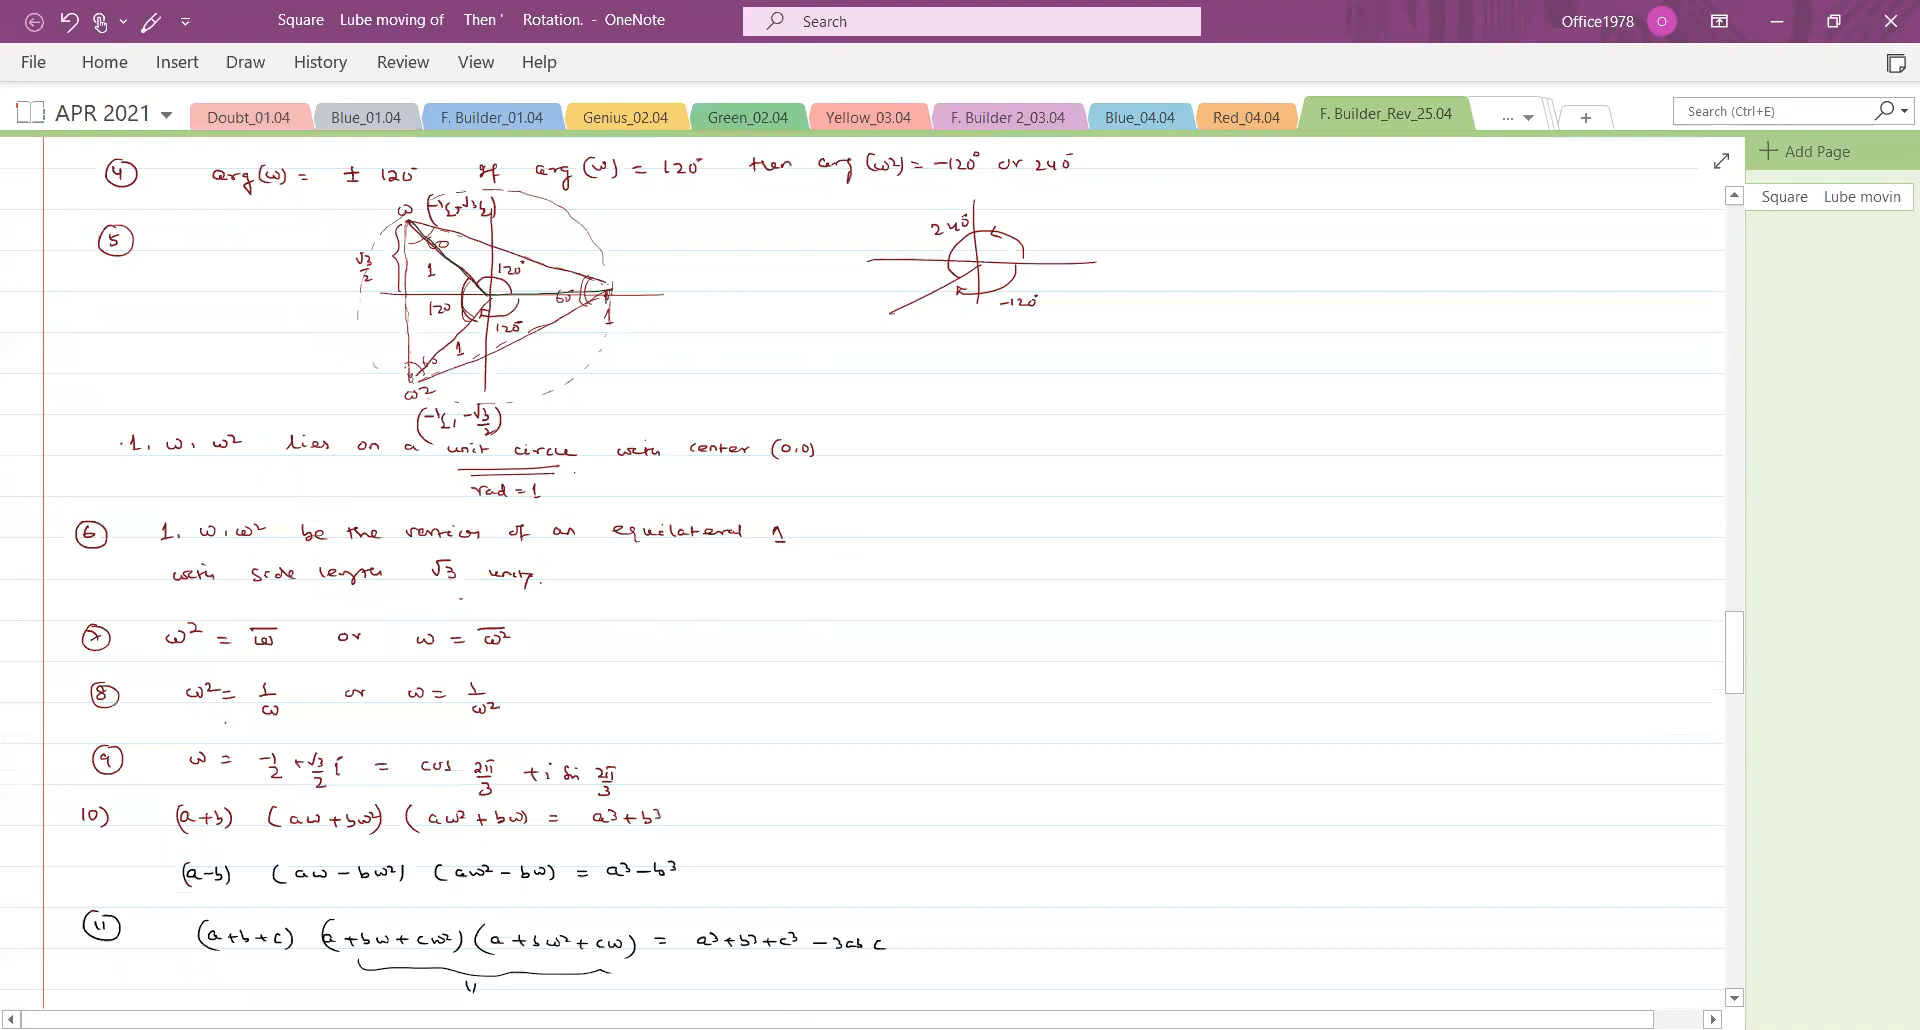 Square Lube moving of Then ' Rotation. - OneNote
Search
Office1978 O
File Home Insert Draw History Review View Help
APR 2021
Doubt_01.04 Blue_01.04 F. Builder_01.04 Genius_02.04 Green_02.04 Yellow_03.04 F. Builder 2_03.04 Blue_04.04 Red_04.04 F. Builder_Rev_25.04 ... +
Search (Ctrl+E)
Add Page
Square Lube movin
④ arg(ω) = ± 120° If arg(ω) = 120° then arg(ω²) = -120° or 240°
⑤
ω (-1/2, √3/2)
60
√3/2
1
120°
120
60°
1
120°
1
60
ω²
(-1/2, -√3/2)
240°
-120°
1, ω, ω² lies on a unit circle with center (0,0)
rad = 1
⑥ 1, ω, ω² be the vertices of an equilateral Δ
with side length √3 units.
⑦ ω² = ω̅ or ω = ω̅²
⑧ ω² = 1/ω or ω = 1/ω²
⑨ ω = -1/2 + √3/2 i = cos 2π/3 + i sin 2π/3
10) (a+b) (aω + bω²) (aω² + bω) = a³ + b³
(a-b) (aω - bω²) (aω² - bω) = a³ - b³
⑪ (a+b+c) (a + bω + cω²) (a + bω² + cω) = a³ + b³ + c³ - 3abc